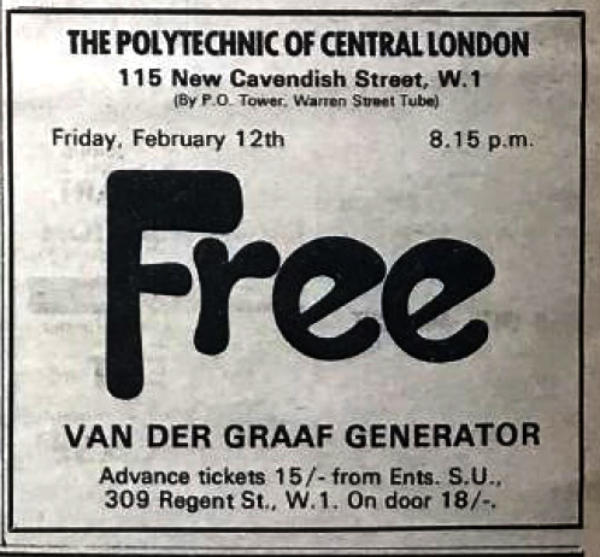 THE POLYTECHNIC OF CENTRAL LONDON
115 New Cavendish Street, W.1
(By P.O. Tower, Warren Street Tube)
Friday, February 12th 8.15 p.m.
Free
VAN DER GRAAF GENERATOR
Advance tickets 15/- from Ents. S.U.,
309 Regent St., W.1. On door 18/-.